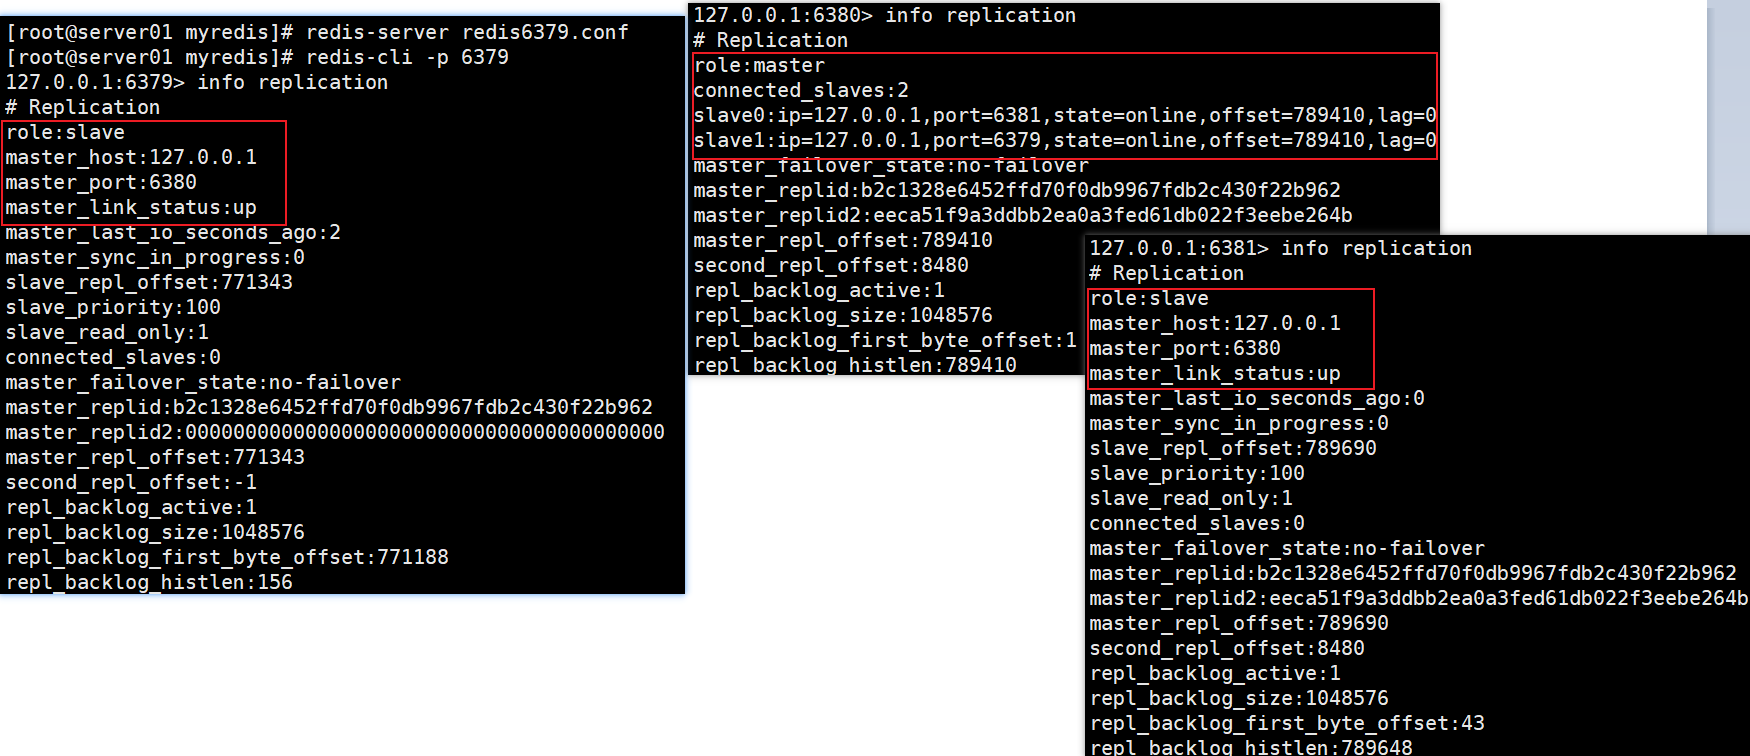 [root@server01 myredis]# redis-server redis6379.conf
[root@server01 myredis]# redis-cli -p 6379
127.0.0.1:6379> info replication
# Replication
role:slave
master_host:127.0.0.1
master_port:6380
master_link_status:up
master_last_io_seconds_ago:2
master_sync_in_progress:0
slave_repl_offset:771343
slave_priority:100
slave_read_only:1
connected_slaves:0
master_failover_state:no-failover
master_replid:b2c1328e6452ffd70f0db9967fdb2c430f22b962
master_replid2:0000000000000000000000000000000000000000
master_repl_offset:771343
second_repl_offset:-1
repl_backlog_active:1
repl_backlog_size:1048576
repl_backlog_first_byte_offset:771188
repl_backlog_histlen:156
127.0.0.1:6380> info replication
# Replication
role:master
connected_slaves:2
slave0:ip=127.0.0.1,port=6381,state=online,offset=789410,lag=0
slave1:ip=127.0.0.1,port=6379,state=online,offset=789410,lag=0
master_failover_state:no-failover
master_replid:b2c1328e6452ffd70f0db9967fdb2c430f22b962
master_replid2:eeca51f9a3ddbb2ea0a3fed61db022f3eebe264b
master_repl_offset:789410
second_repl_offset:8480
repl_backlog_active:1
repl_backlog_size:1048576
repl_backlog_first_byte_offset:1
repl_backlog_histlen:789410
127.0.0.1:6381> info replication
# Replication
role:slave
master_host:127.0.0.1
master_port:6380
master_link_status:up
master_last_io_seconds_ago:0
master_sync_in_progress:0
slave_repl_offset:789690
slave_priority:100
slave_read_only:1
connected_slaves:0
master_failover_state:no-failover
master_replid:b2c1328e6452ffd70f0db9967fdb2c430f22b962
master_replid2:eeca51f9a3ddbb2ea0a3fed61db022f3eebe264b
master_repl_offset:789690
second_repl_offset:8480
repl_backlog_active:1
repl_backlog_size:1048576
repl_backlog_first_byte_offset:43
repl_backlog_histlen:789648